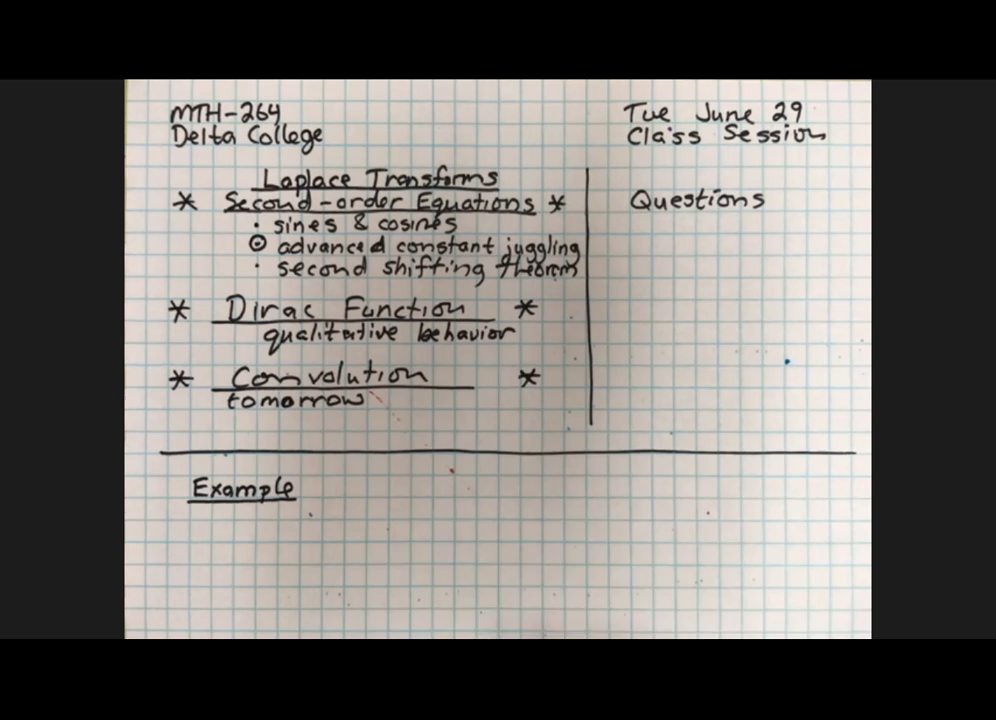 MTH-264
Delta College
Tue June 29
Class Session
Laplace Transforms
* Second-order Equations *
· sines & cosines
⊙ advanced constant juggling
· second shifting theorem
* Dirac Function *
qualitative behavior
* Convolution *
tomorrow
Questions
Example